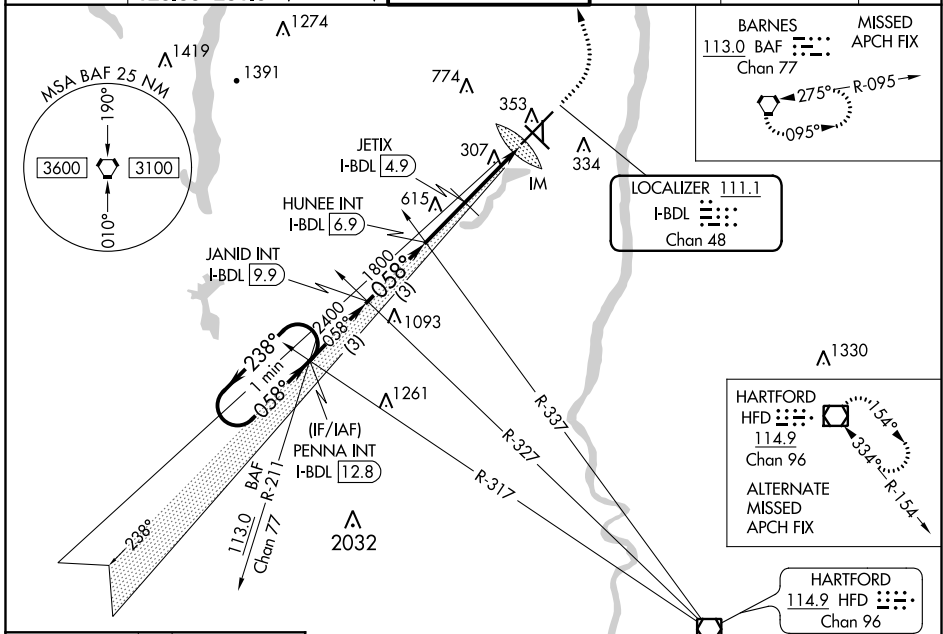 1274
1419
1391
774
353
307
334
IM
MSA BAF 25 NM
190°
3600
3100
010°
BARNES
113.0 BAF
Chan 77
MISSED
APCH FIX
275°
R-095
095°
JETIX
I-BDL 4.9
615
HUNEE INT
I-BDL 6.9
LOCALIZER 111.1
I-BDL
Chan 48
JANID INT
I-BDL 9.9
1800
058°
(3)
2400
058°
(3)
1093
238°
1 min
058°
1261
1330
(IF/IAF)
PENNA INT
I-BDL 12.8
R-337
R-327
R-317
BAF
R-211
113.0
Chan 77
238°
2032
HARTFORD
HFD
114.9
Chan 96
ALTERNATE
MISSED
APCH FIX
154°
334°
R-154
HARTFORD
114.9 HFD
Chan 96